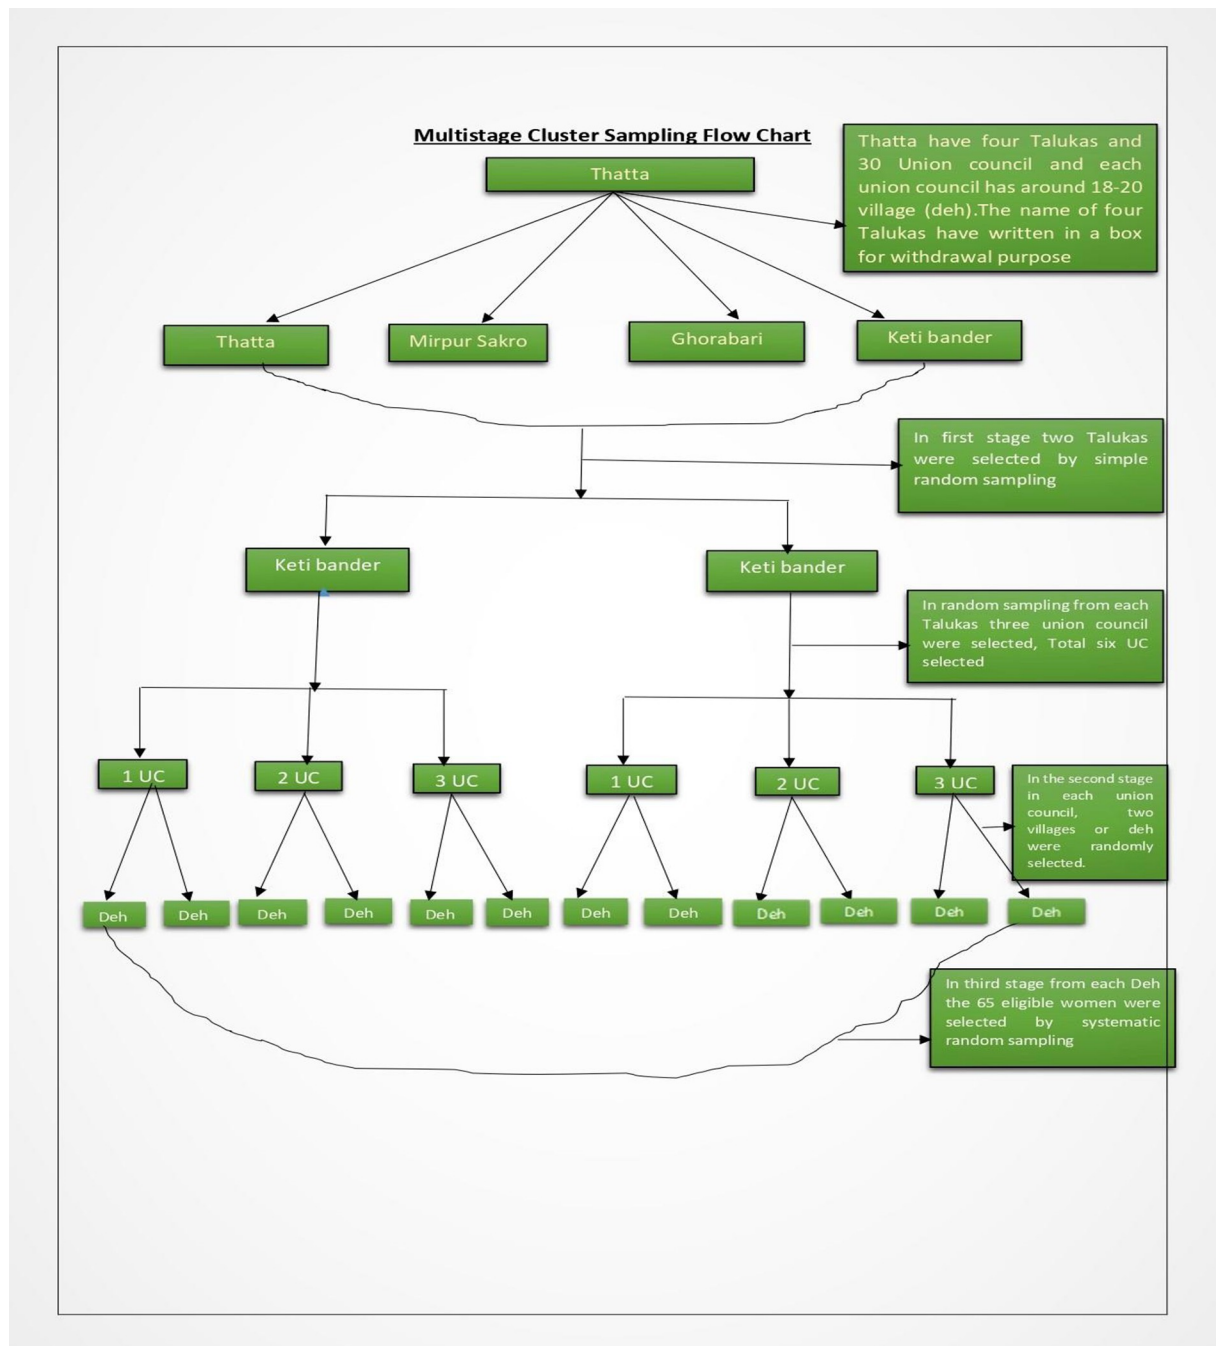 Multistage Cluster Sampling Flow Chart
Thatta
Thatta have four Talukas and
30 Union council and each
union council has around 18-20
village (deh).The name of four
Talukas have written in a box
for withdrawal purpose
Thatta
Mirpur Sakro
Ghorabari
Keti bander
In first stage two Talukas
were selected by simple
random sampling
Keti bander
Keti bander
In random sampling from each
Talukas three union council
were selected, Total six UC
selected
1 UC
2 UC
3 UC
1 UC
2 UC
3 UC
In the second stage
in each union
council, two
villages or deh
were randomly
selected.
Deh
Deh
Deh
Deh
Deh
Deh
Deh
Deh
Deh
Deh
Deh
Deh
In third stage from each Deh
the 65 eligible women were
selected by systematic
random sampling